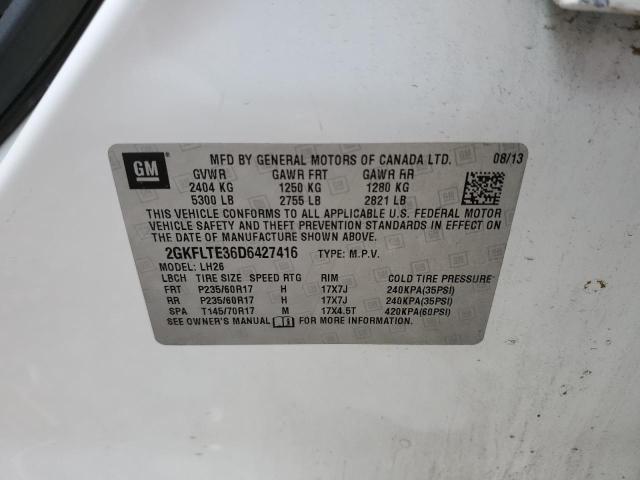 GM MFD BY GENERAL MOTORS OF CANADA LTD. 08/13
GVWR GAWR FRT GAWR RR
2404 KG 1250 KG 1280 KG
5300 LB 2755 LB 2821 LB
THIS VEHICLE CONFORMS TO ALL APPLICABLE U.S. FEDERAL MOTOR
VEHICLE SAFETY AND THEFT PREVENTION STANDARDS IN EFFECT ON
THE DATE OF MANUFACTURE SHOWN ABOVE.
2GKFLTE36D6427416 TYPE: M.P.V.
MODEL: LH26
LBCH TIRE SIZE SPEED RTG RIM COLD TIRE PRESSURE
FRT P235/60R17 H 17X7J 240KPA(35PSI)
RR P235/60R17 H 17X7J 240KPA(35PSI)
SPA T145/70R17 M 17X4.5T 420KPA(60PSI)
SEE OWNER'S MANUAL FOR MORE INFORMATION.